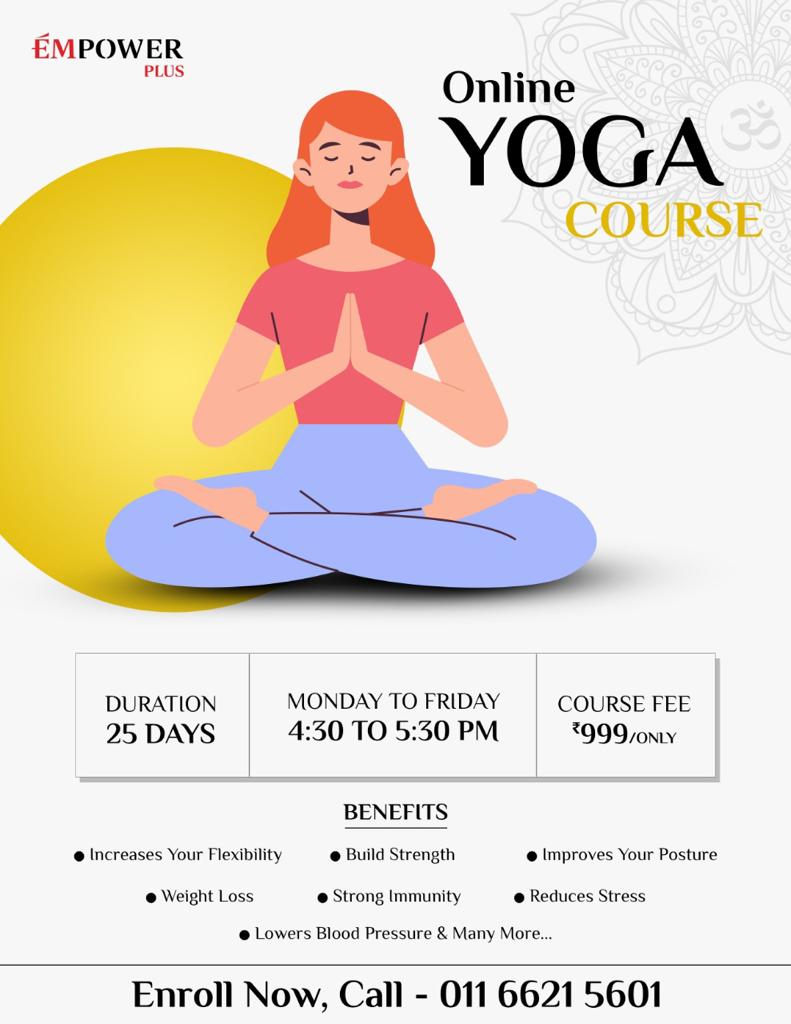 ÉMPOWER
PLUS
Online
YOGA
COURSE
ॐ
DURATION
25 DAYS
MONDAY TO FRIDAY
4:30 TO 5:30 PM
COURSE FEE
₹999/ONLY
BENEFITS
● Increases Your Flexibility ● Build Strength ● Improves Your Posture
● Weight Loss ● Strong Immunity ● Reduces Stress
● Lowers Blood Pressure & Many More...
Enroll Now, Call - 011 6621 5601